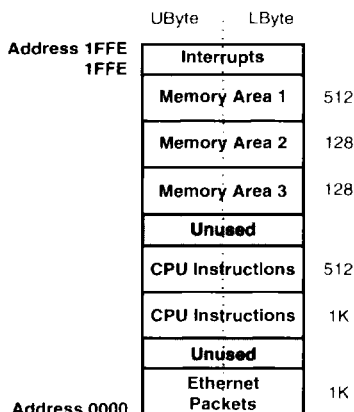 UByte LByte
Address 1FFE
1FFE
Interrupts
Memory Area 1 512
Memory Area 2 128
Memory Area 3 128
Unused
CPU Instructions 512
CPU Instructions 1K
Unused
Ethernet
Packets 1K
Address 0000